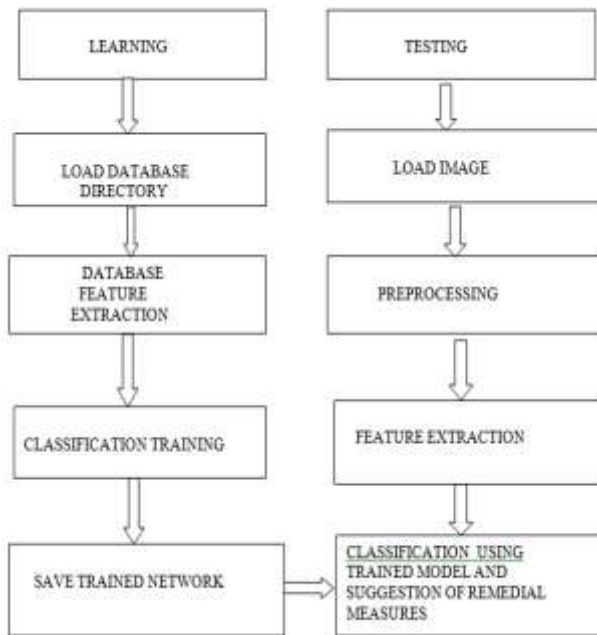 LEARNING
LOAD DATABASE
DIRECTORY
DATABASE
FEATURE
EXTRACTION
CLASSIFICATION TRAINING
SAVE TRAINED NETWORK
TESTING
LOAD IMAGE
PREPROCESSING
FEATURE EXTRACTION
CLASSIFICATION USING
TRAINED MODEL AND
SUGGESTION OF REMEDIAL
MEASURES